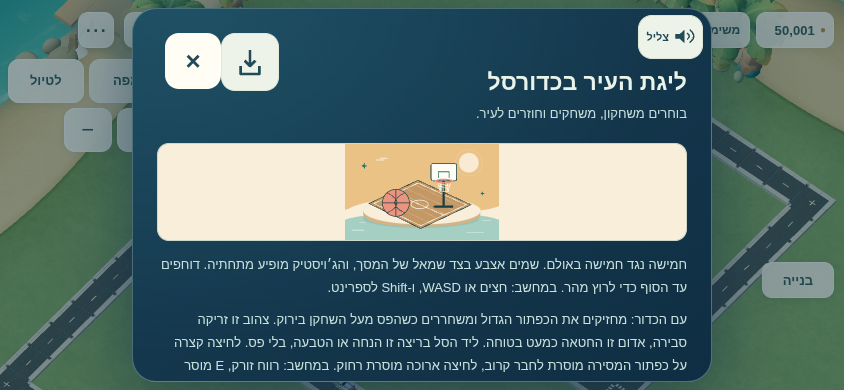 צליל
50,001
משימ
לטיול
מפה
ליגת העיר בכדורסל
בוחרים משחקון, משחקים וחוזרים לעיר.
חמישה נגד חמישה באולם. שמים אצבע בצד שמאל של המסך, והג׳ויסטיק מופיע מתחתיה. דוחפים
עד הסוף כדי לרוץ מהר. במחשב: חצים או WASD, ו-Shift לספרינט.
בנייה
עם הכדור: מחזיקים את הכפתור הגדול ומשחררים כשהפס מעל השחקן בירוק. צהוב זו זריקה
סבירה, אדום זו החטאה כמעט בטוחה. ליד הסל בריצה זו הנחה או הטבעה, בלי פס. לחיצה קצרה
על כפתור המסירה מוסרת לחבר קרוב, לחיצה ארוכה מוסרת רחוק. במחשב: רווח זורק, E מוסר